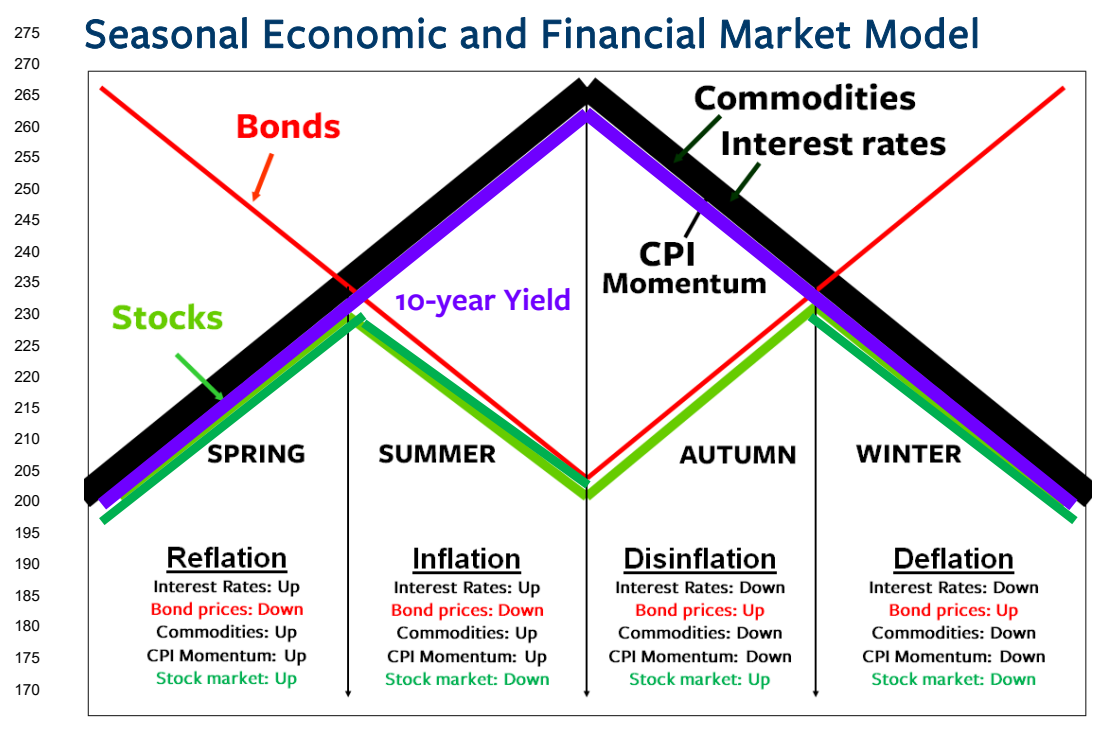 Seasonal Economic and Financial Market Model
275
270
265
260
255
250
245
240
235
230
225
220
215
210
205
200
195
190
185
180
175
170
Bonds
Commodities
Interest rates
CPI
Momentum
10-year Yield
Stocks
SPRING
SUMMER
AUTUMN
WINTER
Reflation
Interest Rates: Up
Bond prices: Down
Commodities: Up
CPI Momentum: Up
Stock market: Up
Inflation
Interest Rates: Up
Bond prices: Down
Commodities: Up
CPI Momentum: Up
Stock market: Down
Disinflation
Interest Rates: Down
Bond prices: Up
Commodities: Down
CPI Momentum: Down
Stock market: Up
Deflation
Interest Rates: Down
Bond prices: Up
Commodities: Down
CPI Momentum: Down
Stock market: Down